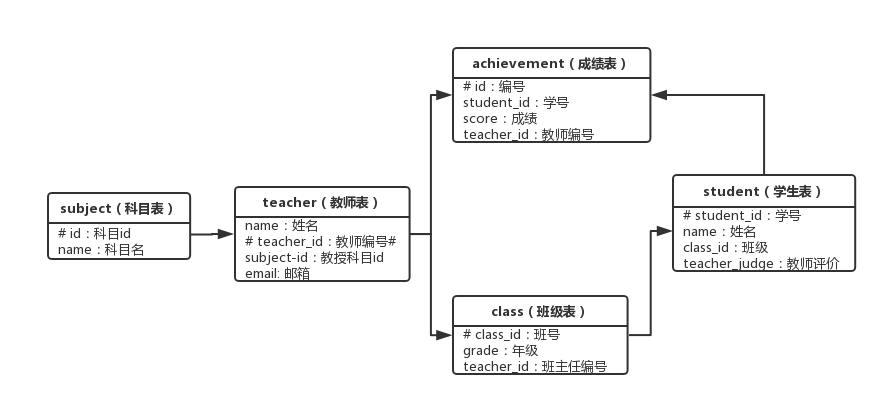 achievement（成绩表）
# id：编号
student_id：学号
score：成绩
teacher_id：教师编号
student（学生表）
# student_id：学号
name：姓名
class_id：班级
teacher_judge：教师评价
subject（科目表）
# id：科目id
name：科目名
teacher（教师表）
name：姓名
# teacher_id：教师编号#
subject-id：教授科目id
email: 邮箱
class（班级表）
# class_id：班号
grade：年级
teacher_id：班主任编号